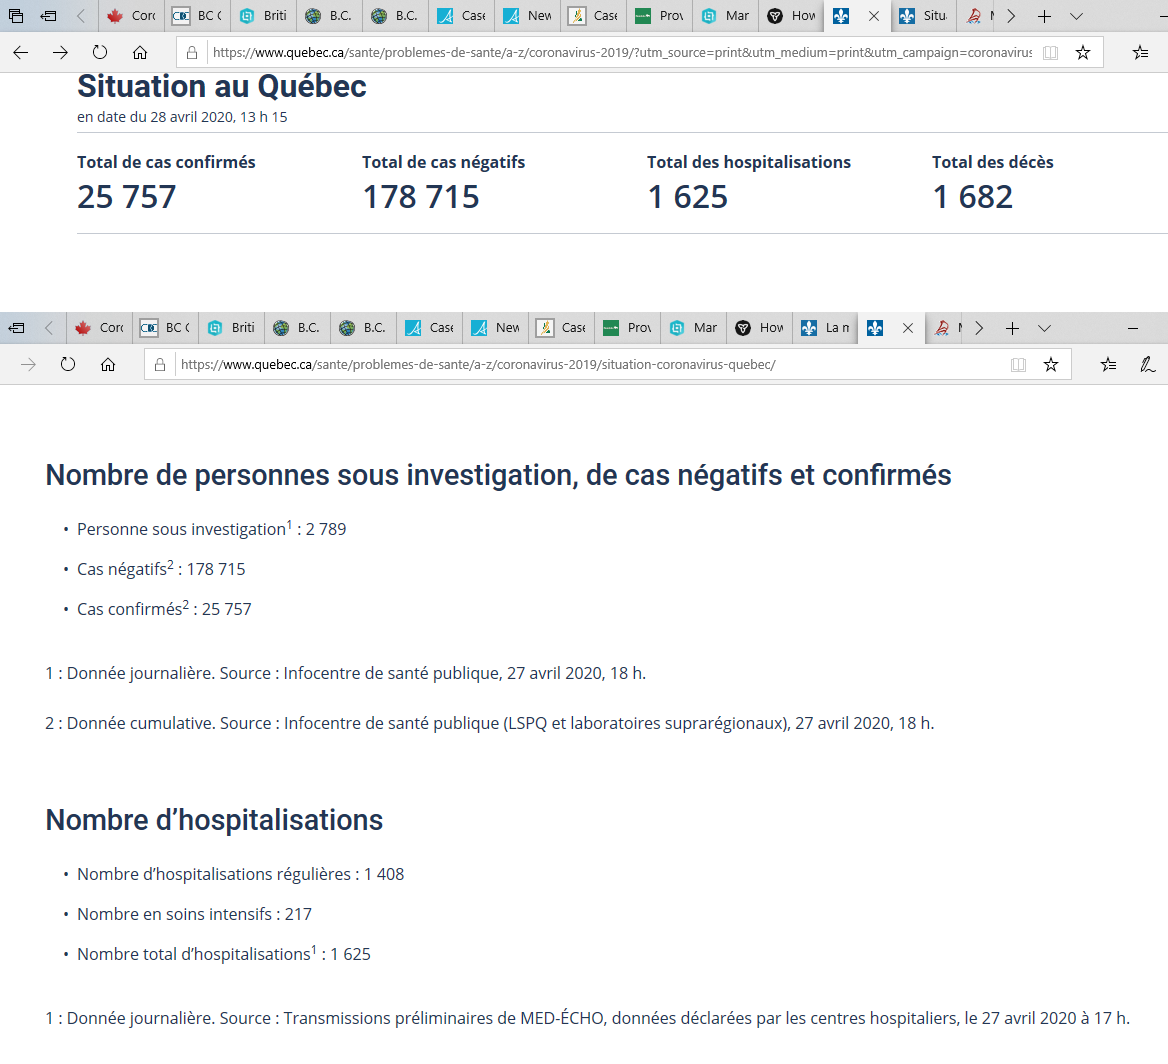 Corc
BC C
Briti
B.C.
B.C.
Case
New
Case
Prov
Mar
How
Situ
https://www.quebec.ca/sante/problemes-de-sante/a-z/coronavirus-2019/?utm_source=print&utm_medium=print&utm_campaign=coronavirus
Situation au Québec
en date du 28 avril 2020, 13 h 15
Total de cas confirmés
Total de cas négatifs
Total des hospitalisations
Total des décès
25 757
178 715
1 625
1 682
Corc
BC C
Briti
B.C.
B.C.
Case
New
Case
Prov
Mar
How
La m
https://www.quebec.ca/sante/problemes-de-sante/a-z/coronavirus-2019/situation-coronavirus-quebec/
Nombre de personnes sous investigation, de cas négatifs et confirmés
• Personne sous investigation1 : 2 789
• Cas négatifs2 : 178 715
• Cas confirmés2 : 25 757
1 : Donnée journalière. Source : Infocentre de santé publique, 27 avril 2020, 18 h.
2 : Donnée cumulative. Source : Infocentre de santé publique (LSPQ et laboratoires suprarégionaux), 27 avril 2020, 18 h.
Nombre d’hospitalisations
• Nombre d’hospitalisations régulières : 1 408
• Nombre en soins intensifs : 217
• Nombre total d’hospitalisations1 : 1 625
1 : Donnée journalière. Source : Transmissions préliminaires de MED-ÉCHO, données déclarées par les centres hospitaliers, le 27 avril 2020 à 17 h.